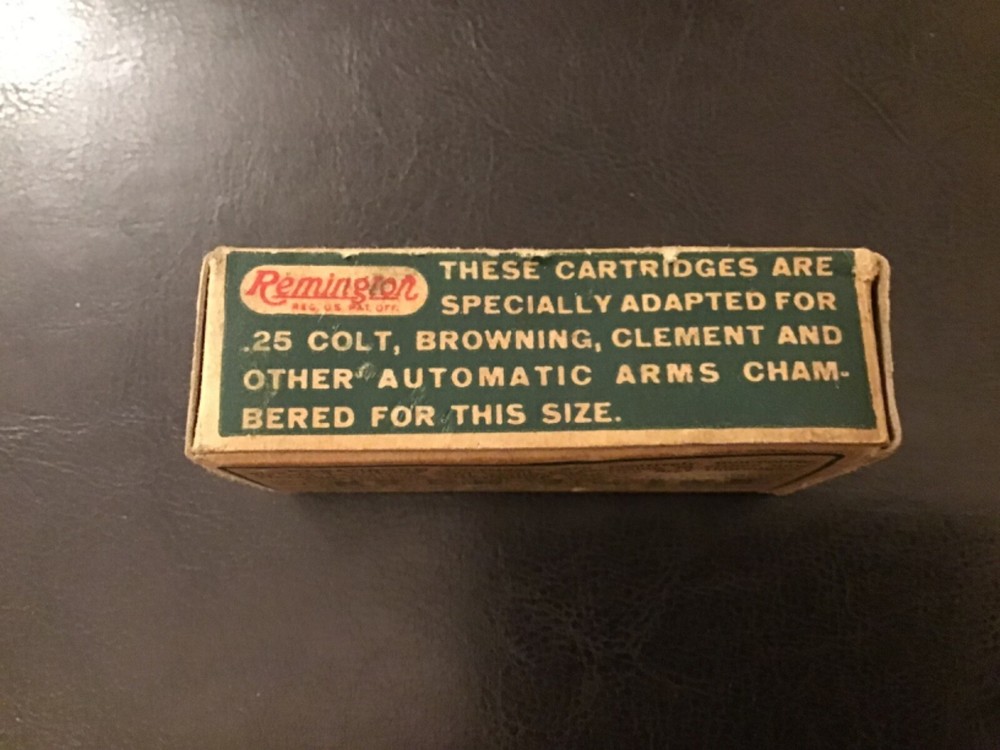 Remington
REG. U.S. PAT. OFF.
THESE CARTRIDGES ARE
SPECIALLY ADAPTED FOR
.25 COLT, BROWNING, CLEMENT AND
OTHER AUTOMATIC ARMS CHAM-
BERED FOR THIS SIZE.